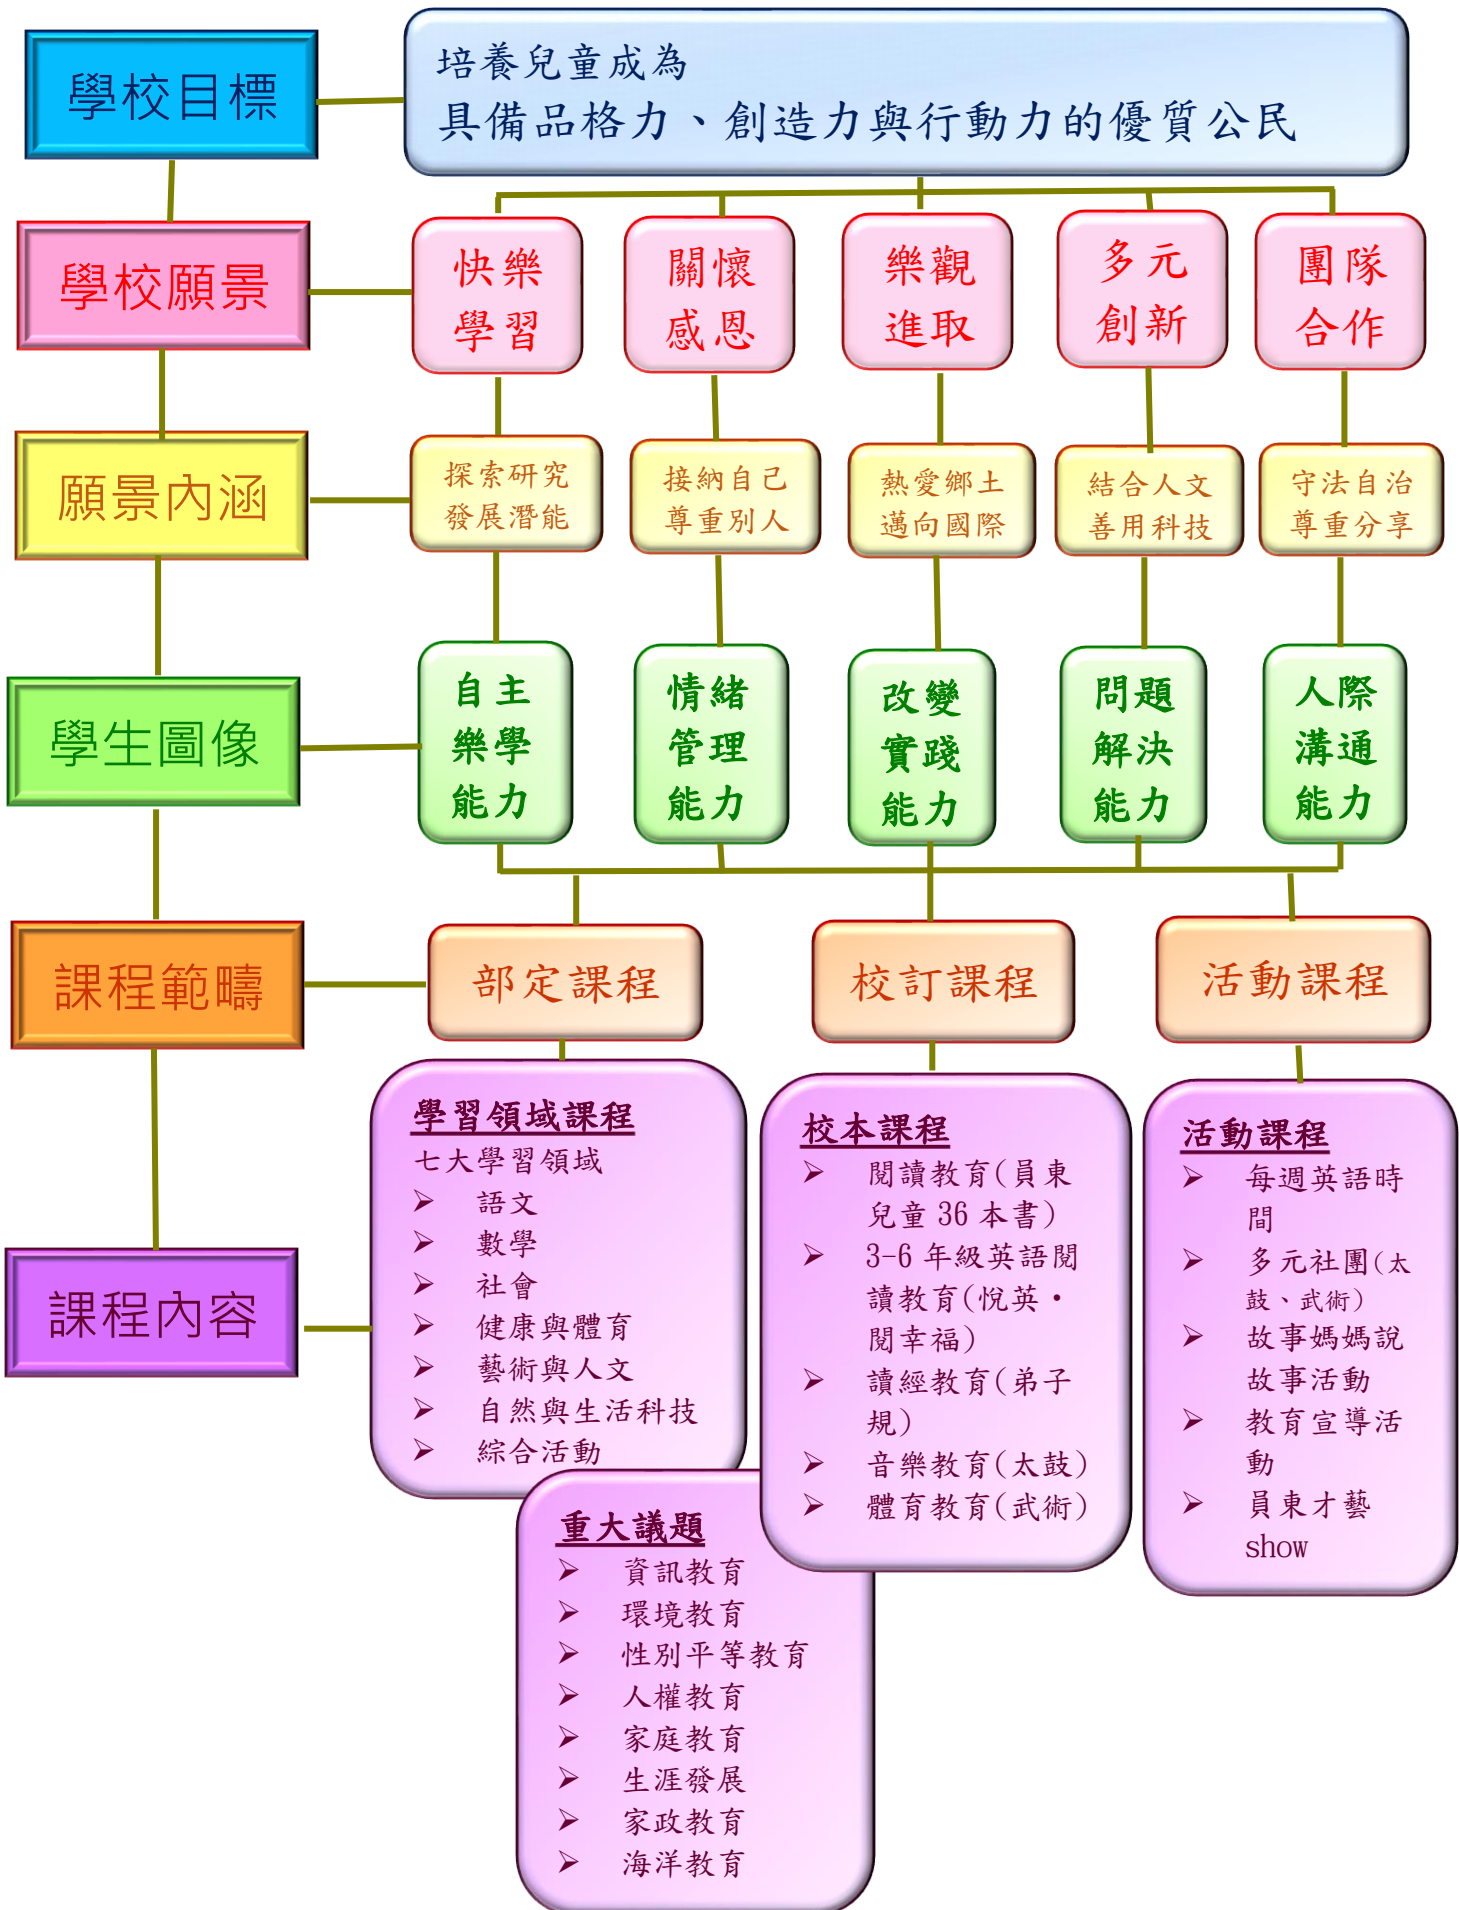 學校目標
培養兒童成為
具備品格力、創造力與行動力的優質公民
學校願景
快樂
學習
關懷
感恩
樂觀
進取
多元
創新
團隊
合作
願景內涵
探索研究
發展潛能
接納自己
尊重別人
熱愛鄉土
邁向國際
結合人文
善用科技
守法自治
尊重分享
學生圖像
自主
樂學
能力
情緒
管理
能力
改變
實踐
能力
問題
解決
能力
人際
溝通
能力
課程範疇
部定課程
校訂課程
活動課程
課程內容
學習領域課程
七大學習領域
➢ 語文
➢ 數學
➢ 社會
➢ 健康與體育
➢ 藝術與人文
➢ 自然與生活科技
➢ 綜合活動
重大議題
➢ 資訊教育
➢ 環境教育
➢ 性別平等教育
➢ 人權教育
➢ 家庭教育
➢ 生涯發展
➢ 家政教育
➢ 海洋教育
校本課程
➢ 閱讀教育(員東
兒童 36 本書)
➢ 3-6 年級英語閱
讀教育(悅英・
閱幸福)
➢ 讀經教育(弟子
規)
➢ 音樂教育(太鼓)
➢ 體育教育(武術)
活動課程
➢ 每週英語時
間
➢ 多元社團(太
鼓、武術)
➢ 故事媽媽說
故事活動
➢ 教育宣導活
動
➢ 員東才藝
show